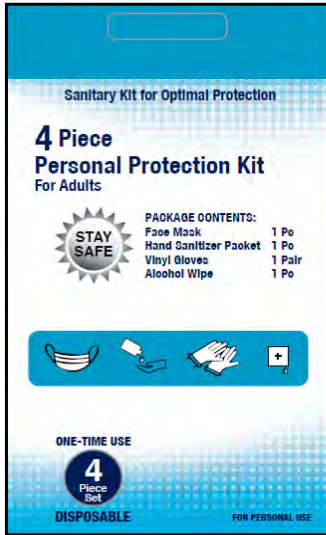 Sanitary Kit for Optimal Protection
4 Piece
Personal Protection Kit
For Adults
STAY
SAFE
PACKAGE CONTENTS:
Face Mask 1 Pc
Hand Sanitizer Packet 1 Pc
Vinyl Gloves 1 Pair
Alcohol Wipe 1 Pc
ONE-TIME USE
4
Piece
Set
DISPOSABLE
FOR PERSONAL USE